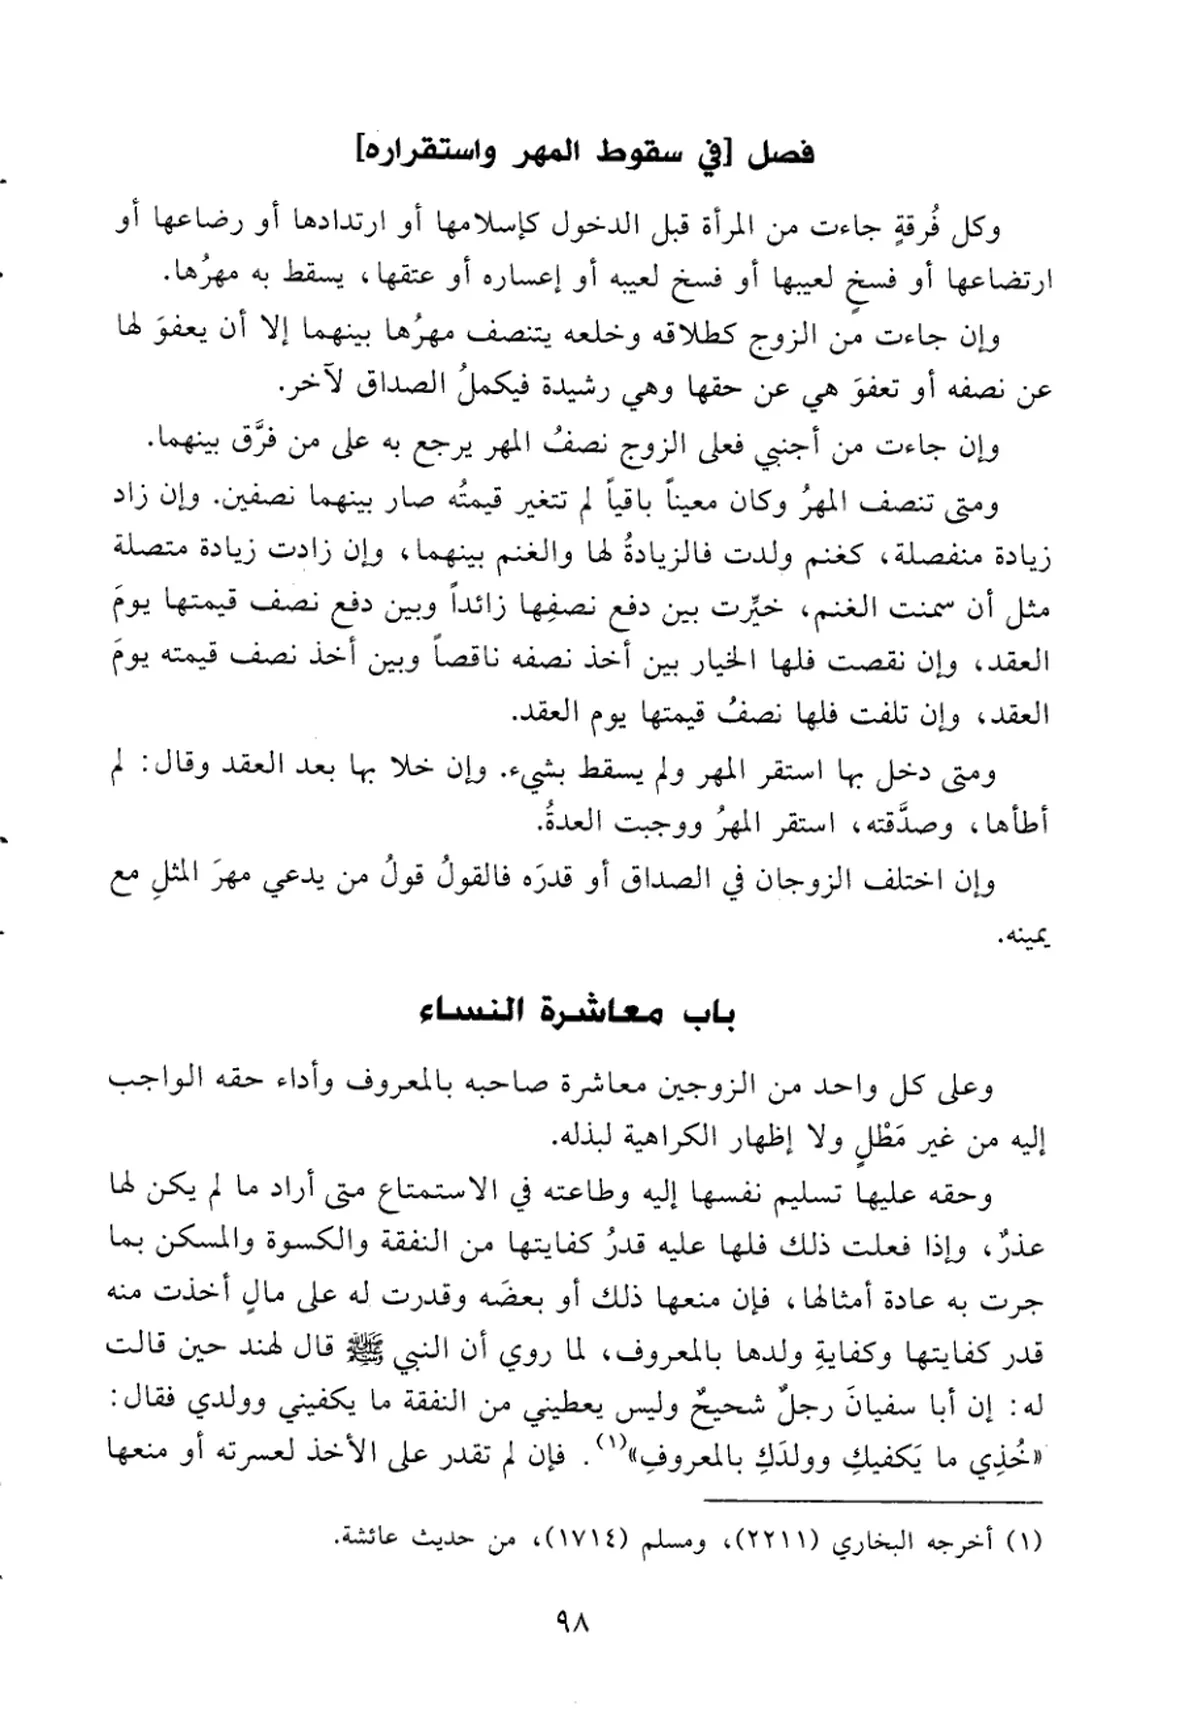 فصل [في سقوط المهر واستقراره]
وكل فُرقةٍ جاءت من المرأة قبل الدخول كإسلامها أو ارتدادها أو رضاعها أو
ارتضاعها أو فسخٍ لعيبها أو فسخ لعيبه أو إعساره أو عتقها، يسقط به مهرُها.
وإن جاءت من الزوج كطلاقه وخلعه يتنصف مهرُها بينهما إلا أن يعفوَ لها
عن نصفه أو تعفوَ هي عن حقها وهي رشيدة فيكملُ الصداق لآخر.
وإن جاءت من أجنبي فعلى الزوج نصفُ المهر يرجع به على من فرَّق بينهما.
ومتى تنصف المهرُ وكان معيناً باقياً لم تتغير قيمتُه صار بينهما نصفين. وإن زاد
زيادة منفصلة، كغنم ولدت فالزيادةُ لها والغنم بينهما، وإن زادت زيادة متصلة
مثل أن سمنت الغنم، خيِّرت بين دفع نصفِها زائداً وبين دفع نصف قيمتها يومَ
العقد، وإن نقصت فلها الخيار بين أخذ نصفه ناقصاً وبين أخذ نصف قيمته يومَ
العقد، وإن تلفت فلها نصفُ قيمتها يوم العقد.
ومتى دخل بها استقر المهر ولم يسقط بشيء. وإن خلا بها بعد العقد وقال: لم
أطأها، وصدَّقته، استقر المهرُ ووجبت العدةُ.
وإن اختلف الزوجان في الصداق أو قدرَه فالقولُ قولُ من يدعي مهرَ المثلِ مع
يمينه.
باب معاشرة النساء
وعلى كل واحد من الزوجين معاشرة صاحبه بالمعروف وأداء حقه الواجب
إليه من غير مَطْلٍ ولا إظهار الكراهية لبذله.
وحقه عليها تسليم نفسها إليه وطاعته في الاستمتاع متى أراد ما لم يكن لها
عذرٌ، وإذا فعلت ذلك فلها عليه قدرُ كفايتها من النفقة والكسوة والمسكن بما
جرت به عادة أمثالها، فإن منعها ذلك أو بعضَه وقدرت له على مالٍ أخذت منه
قدر كفايتها وكفايةِ ولدها بالمعروف، لما روي أن النبي ﷺ قال لهند حين قالت
له: إن أبا سفيانَ رجلٌ شحيحٌ وليس يعطيني من النفقة ما يكفيني وولدي فقال:
«خُذِي ما يَكفيكِ وولدَكِ بالمعروفِ»(١). فإن لم تقدر على الأخذ لعسرته أو منعها
(١) أخرجه البخاري (٢٢١١)، ومسلم (١٧١٤)، من حديث عائشة.
٩٨